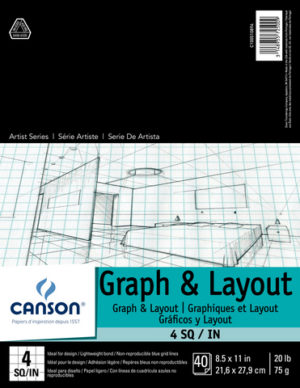 Artist Series | Série Artiste | Serie De Artista
Graph & Layout
Graph & Layout | Graphiques et Layout
Gráficos y Layout
4 SQ / IN
CANSON®
Papiers d'inspiration depuis 1557
4
SQ/IN
Ideal for design / Lightweight bond / Non-reproducible blue grid lines
Idéal pour le design / Adhésion légère / Repères bleus non reproductibles
Ideal para diseño / Papel ligero / Con líneas de cuadrícula azules no reproducibles
40
8.5 x 11 in
21,6 x 27,9 cm
20 lb
75 g